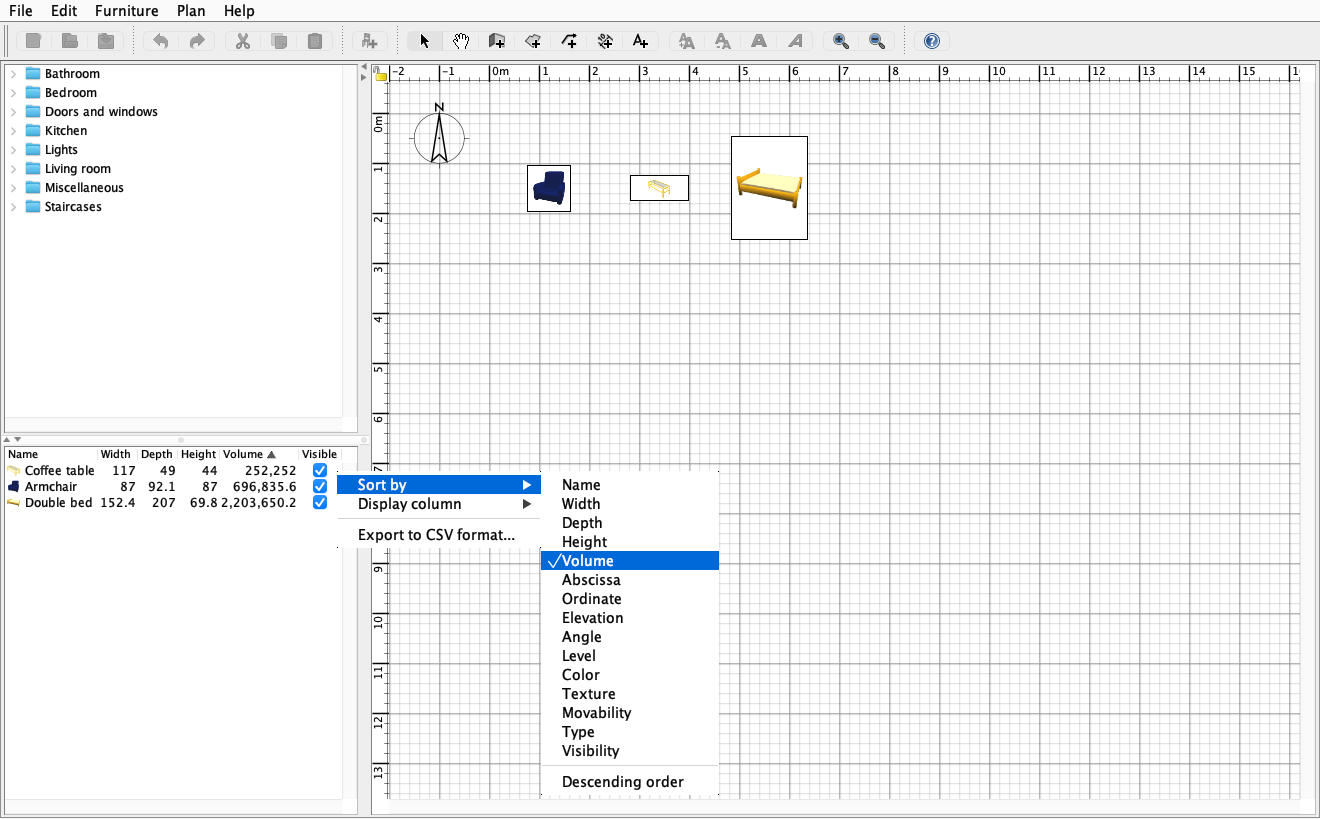 File Edit Furniture Plan Help
Bathroom
Bedroom
Doors and windows
Kitchen
Lights
Living room
Miscellaneous
Staircases
-2 -1 0m 1 2 3 4 5 6 7 8 9 10 11 12 13 14 15
N
0m
1
2
3
4
5
6
7
9
10
11
12
13
Name Width Depth Height Volume Visible
Coffee table 117 49 44 252,252
Armchair 87 92.1 87 696,835.6
Double bed 152.4 207 69.8 2,203,650.2
Sort by
Display column
Export to CSV format...
Name
Width
Depth
Height
Volume
Abscissa
Ordinate
Elevation
Angle
Level
Color
Texture
Movability
Type
Visibility
Descending order